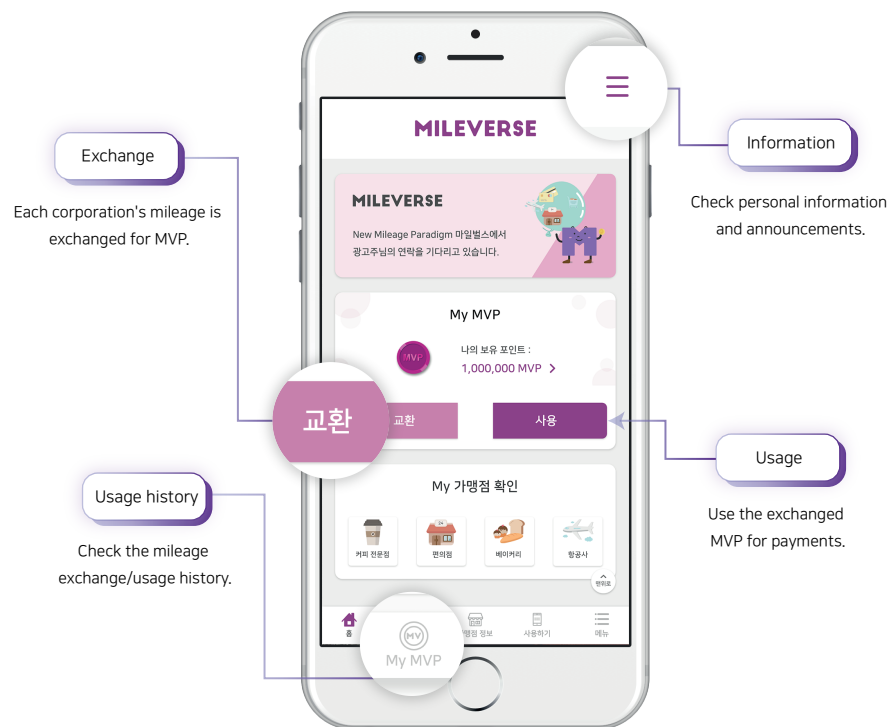 MILEVERSE
Exchange
Each corporation's mileage is
exchanged for MVP.
Information
Check personal information
and announcements.
MILEVERSE
New Mileage Paradigm 마일벌스에서
광고주님의 연락을 기다리고 있습니다.
My MVP
MVP
나의 보유 포인트 :
1,000,000 MVP >
교환
교환
사용
Usage
Use the exchanged
MVP for payments.
My 가맹점 확인
커피 전문점
편의점
베이커리
항공사
맨위로
Usage history
Check the mileage
exchange/usage history.
홈
MV
My MVP
맹점 정보
사용하기
메뉴